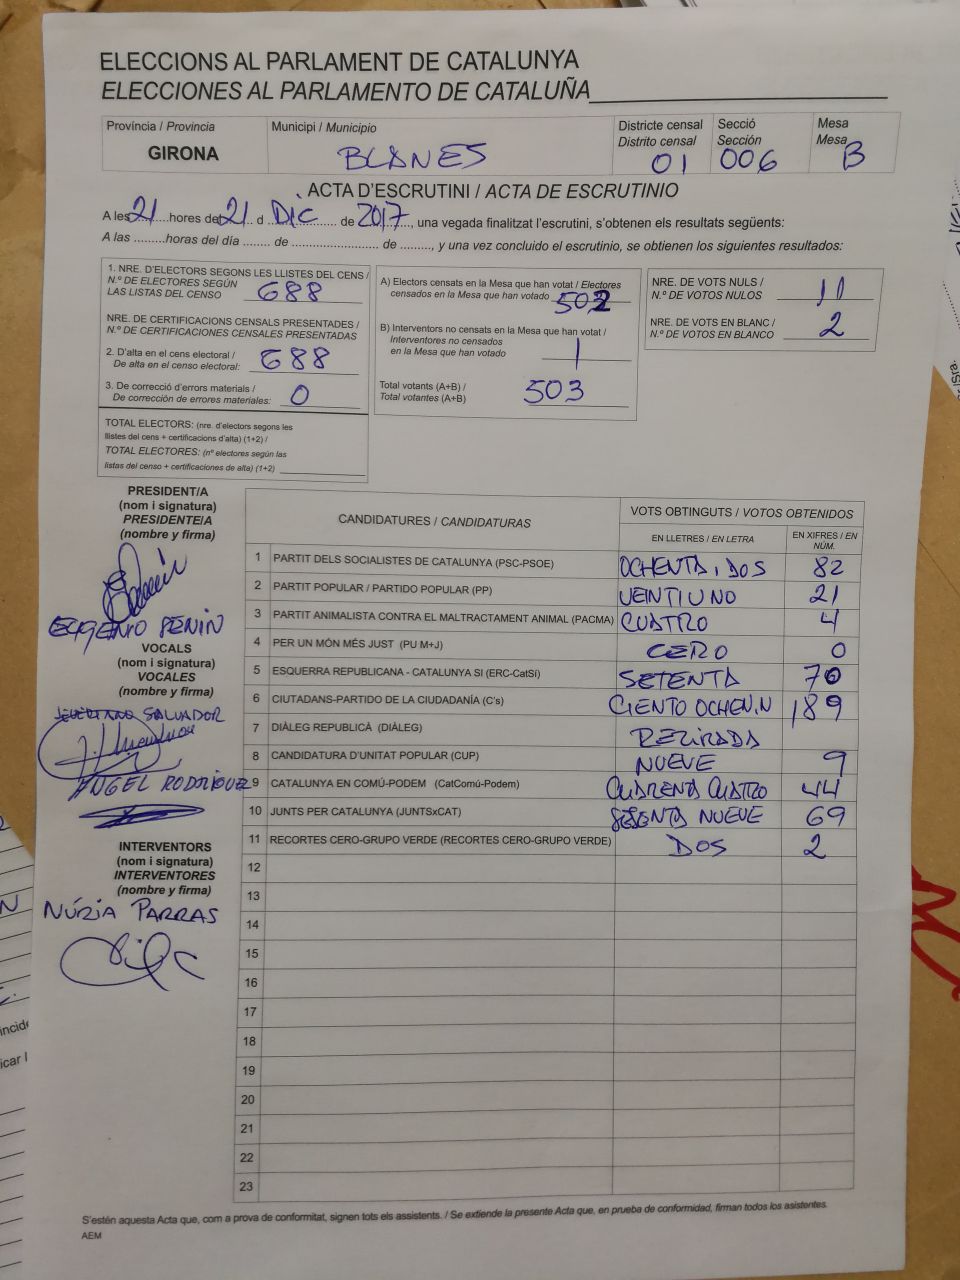 ELECCIONS AL PARLAMENT DE CATALUNYA
ELECCIONES AL PARLAMENTO DE CATALUÑA
Província / Provincia
GIRONA
Municipi / Municipio
BLANES
Districte censal
Distrito censal
01
Secció
Sección
006
Mesa
Mesa
B
ACTA D'ESCRUTINI / ACTA DE ESCRUTINIO
A les 21 hores del 21 d DIC de 2017, una vegada finalitzat l'escrutini, s'obtenen els resultats següents:
A las .........horas del día ........ de .......................... de ........., y una vez concluido el escrutinio, se obtienen los siguientes resultados:
1. NRE. D'ELECTORS SEGONS LES LLISTES DEL CENS /
N.º DE ELECTORES SEGÚN
LAS LISTAS DEL CENSO 688
NRE. DE CERTIFICACIONS CENSALS PRESENTADES /
N.º DE CERTIFICACIONES CENSALES PRESENTADAS
2. D'alta en el cens electoral /
De alta en el censo electoral: 688
3. De correcció d'errors materials /
De corrección de errores materiales: 0
TOTAL ELECTORS: (nre. d'electors segons les
llistes del cens + certificacions d'alta) (1+2) /
TOTAL ELECTORES: (nº electores según las
listas del censo + certificaciones de alta) (1+2)
A) Electors censats en la Mesa que han votat / Electores
censados en la Mesa que han votado 502
B) Interventors no censats en la Mesa que han votat /
Interventores no censados
en la Mesa que han votado 1
Total votants (A+B) /
Total votantes (A+B) 503
NRE. DE VOTS NULS /
N.º DE VOTOS NULOS 11
NRE. DE VOTS EN BLANC /
N.º DE VOTOS EN BLANCO 2
PRESIDENT/A
(nom i signatura)
PRESIDENTE/A
(nombre y firma)
EUGENIO PENIN
VOCALS
(nom i signatura)
VOCALES
(nombre y firma)
SALVADOR
ANGEL RODRIGUEZ
INTERVENTORS
(nom i signatura)
INTERVENTORES
(nombre y firma)
NÚRIA PARRAS
CANDIDATURES / CANDIDATURAS
VOTS OBTINGUTS / VOTOS OBTENIDOS
EN LLETRES / EN LETRA
EN XIFRES / EN NÚM.
1 PARTIT DELS SOCIALISTES DE CATALUNYA (PSC-PSOE) OCHENTA, DOS 82
2 PARTIT POPULAR / PARTIDO POPULAR (PP) VEINTIUNO 21
3 PARTIT ANIMALISTA CONTRA EL MALTRACTAMENT ANIMAL (PACMA) CUATRO 4
4 PER UN MÓN MÉS JUST (PU M+J) CERO 0
5 ESQUERRA REPUBLICANA - CATALUNYA SI (ERC-CatSí) SETENTA 70
6 CIUTADANS-PARTIDO DE LA CIUDADANÍA (C's) CIENTO OCHEN.N 189
7 DIÀLEG REPUBLICÀ (DIÀLEG) RETIRADA
8 CANDIDATURA D'UNITAT POPULAR (CUP) NUEVE 9
9 CATALUNYA EN COMÚ-PODEM (CatComú-Podem) CUARENTA CUATRO 44
10 JUNTS PER CATALUNYA (JUNTSxCAT) SESENTA NUEVE 69
11 RECORTES CERO-GRUPO VERDE (RECORTES CERO-GRUPO VERDE) DOS 2
12
13
14
15
16
17
18
19
20
21
22
23
S'estén aquesta Acta que, com a prova de conformitat, signen tots els assistents. / Se extiende la presente Acta que, en prueba de conformidad, firman todos los asistentes.
AEM